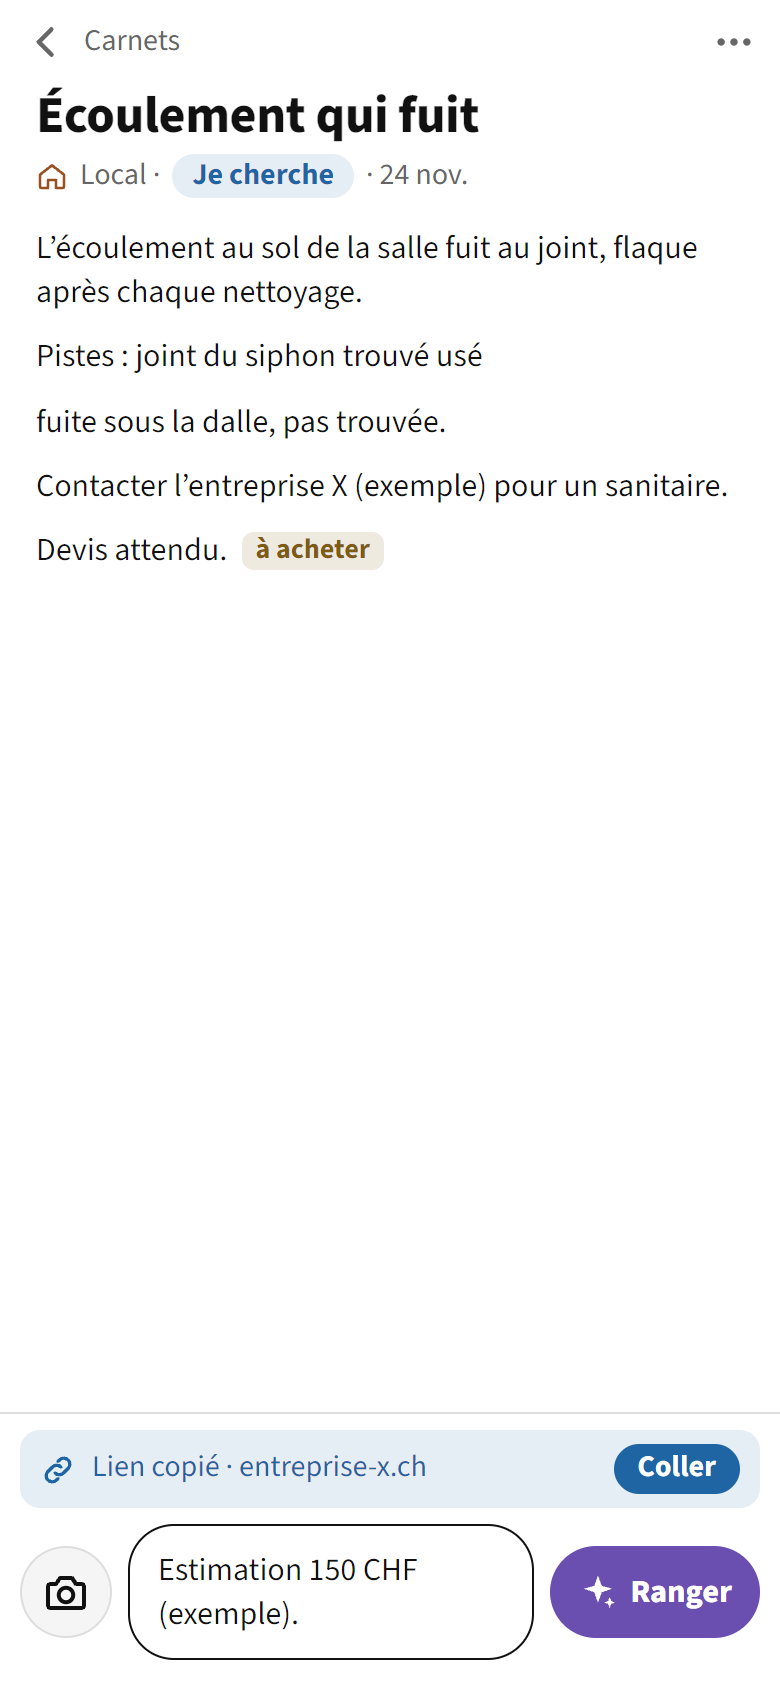 Carnets
Écoulement qui fuit
Local · Je cherche · 24 nov.
L’écoulement au sol de la salle fuit au joint, flaque
après chaque nettoyage.
Pistes : joint du siphon trouvé usé
fuite sous la dalle, pas trouvée.
Contacter l’entreprise X (exemple) pour un sanitaire.
Devis attendu. à acheter
Lien copié · entreprise-x.ch Coller
Estimation 150 CHF
(exemple).
Ranger